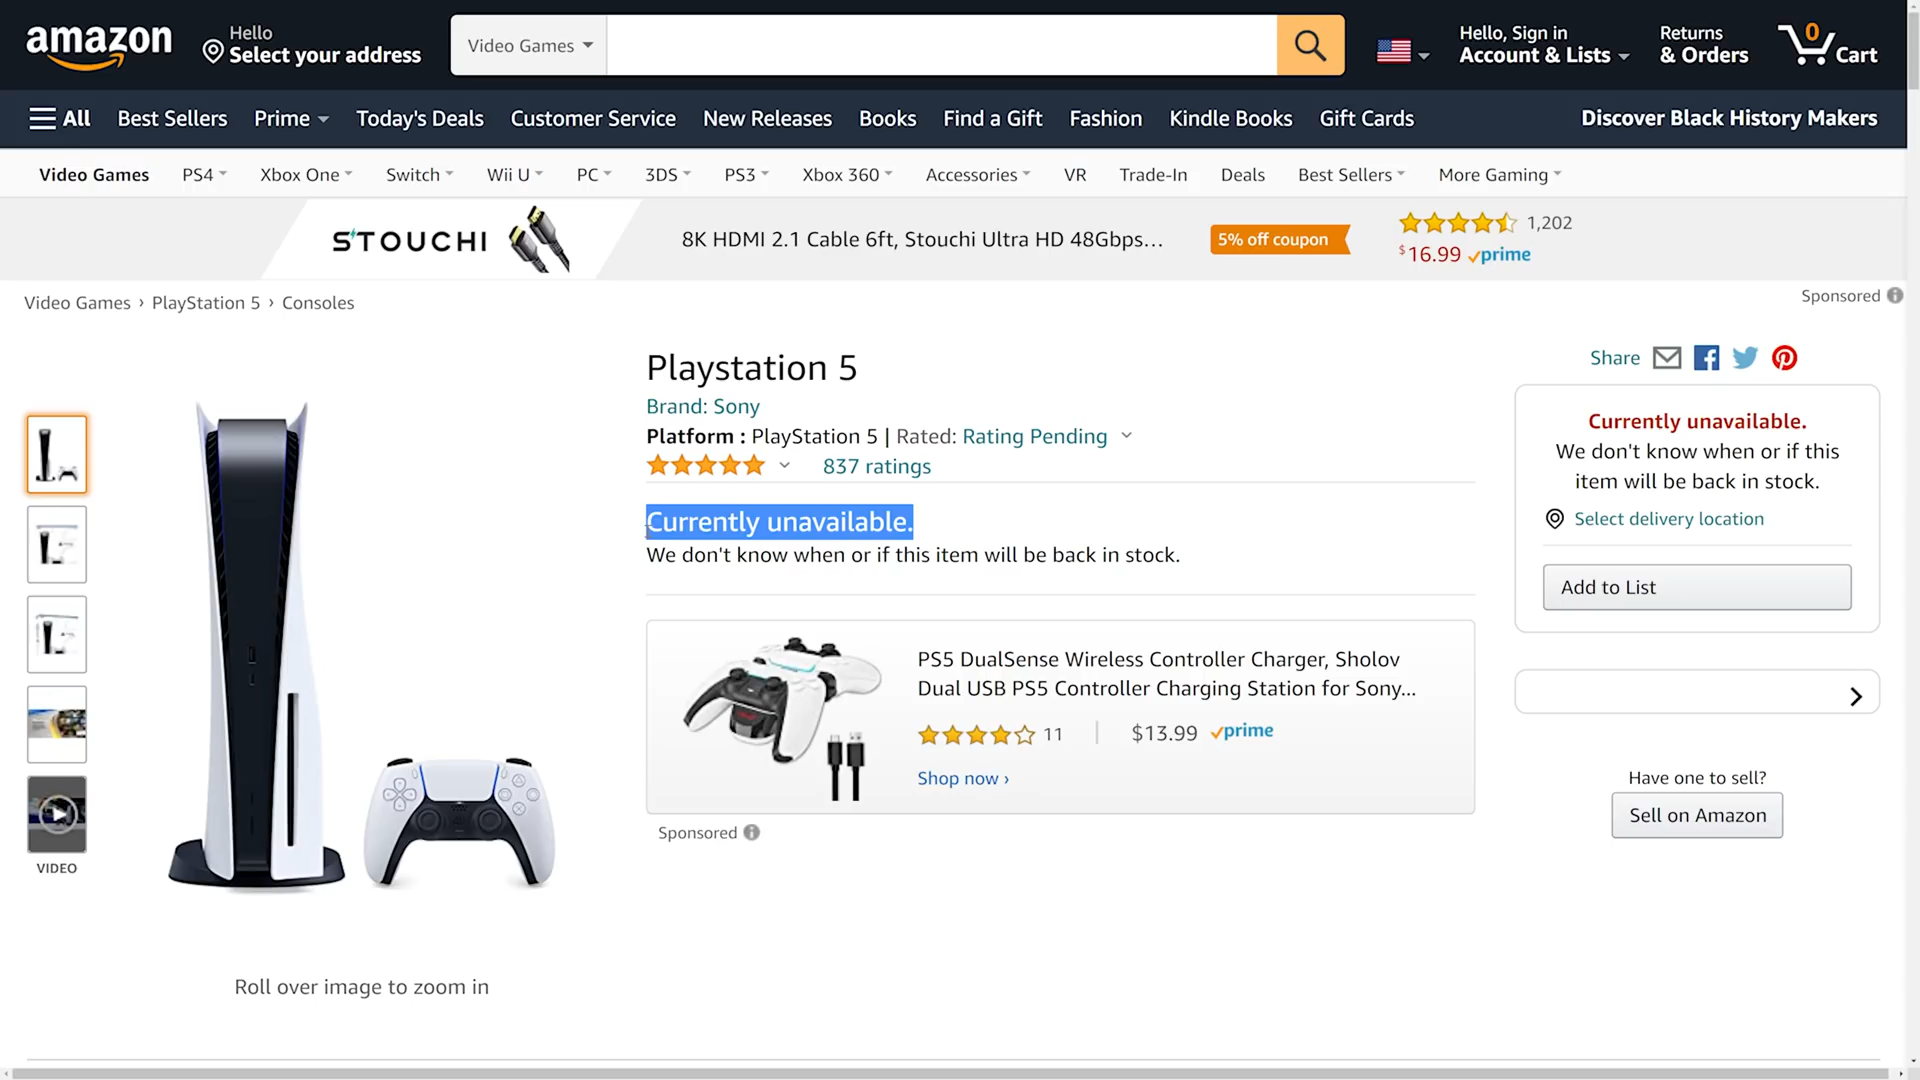 amazon
Hello
Select your address
Video Games
Hello, Sign in
Account & Lists
Returns
& Orders
0
Cart
All
Best Sellers
Prime
Today's Deals
Customer Service
New Releases
Books
Find a Gift
Fashion
Kindle Books
Gift Cards
Discover Black History Makers
Video Games
PS4
Xbox One
Switch
Wii U
PC
3DS
PS3
Xbox 360
Accessories
VR
Trade-In
Deals
Best Sellers
More Gaming
STOUCHI
8K HDMI 2.1 Cable 6ft, Stouchi Ultra HD 48Gbps...
5% off coupon
1,202
$16.99 prime
Sponsored
Video Games › PlayStation 5 › Consoles
Playstation 5
Brand: Sony
Platform : PlayStation 5 | Rated: Rating Pending
837 ratings
Currently unavailable.
We don't know when or if this item will be back in stock.
PS5 DualSense Wireless Controller Charger, Sholov
Dual USB PS5 Controller Charging Station for Sony...
11
$13.99 prime
Shop now ›
Sponsored
Share
Currently unavailable.
We don't know when or if this
item will be back in stock.
Select delivery location
Add to List
Have one to sell?
Sell on Amazon
VIDEO
Roll over image to zoom in